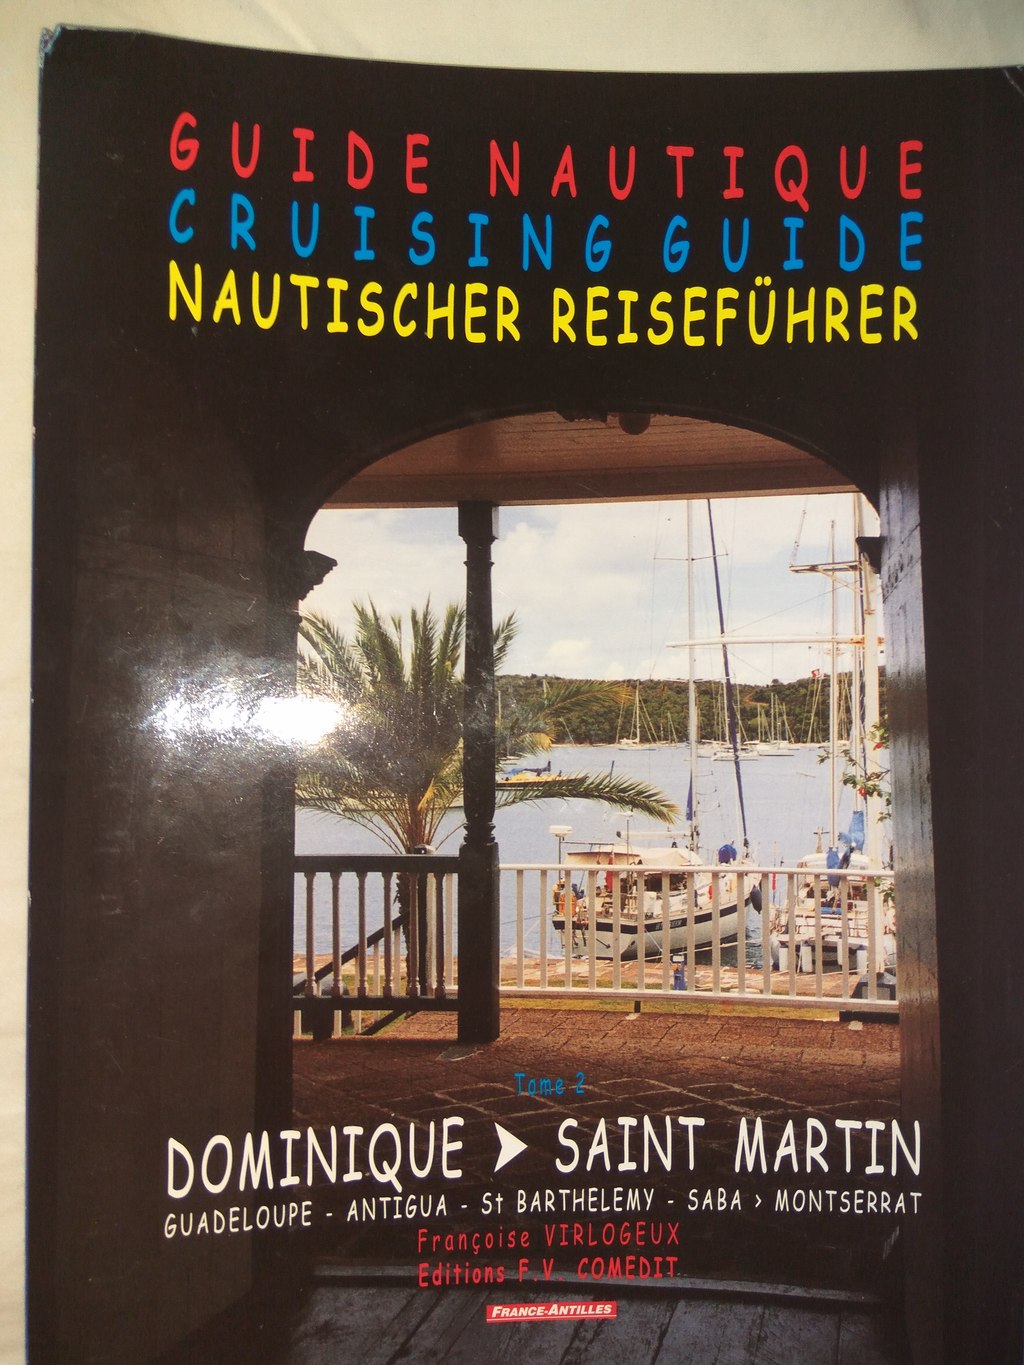 GUIDE NAUTIQUE
CRUISING GUIDE
NAUTISCHER REISEFÜHRER
Tome 2
DOMINIQUE > SAINT MARTIN
GUADELOUPE - ANTIGUA - St BARTHELEMY - SABA > MONTSERRAT
Françoise VIRLOGEUX
Editions F.V. COMEDIT
FRANCE-ANTILLES